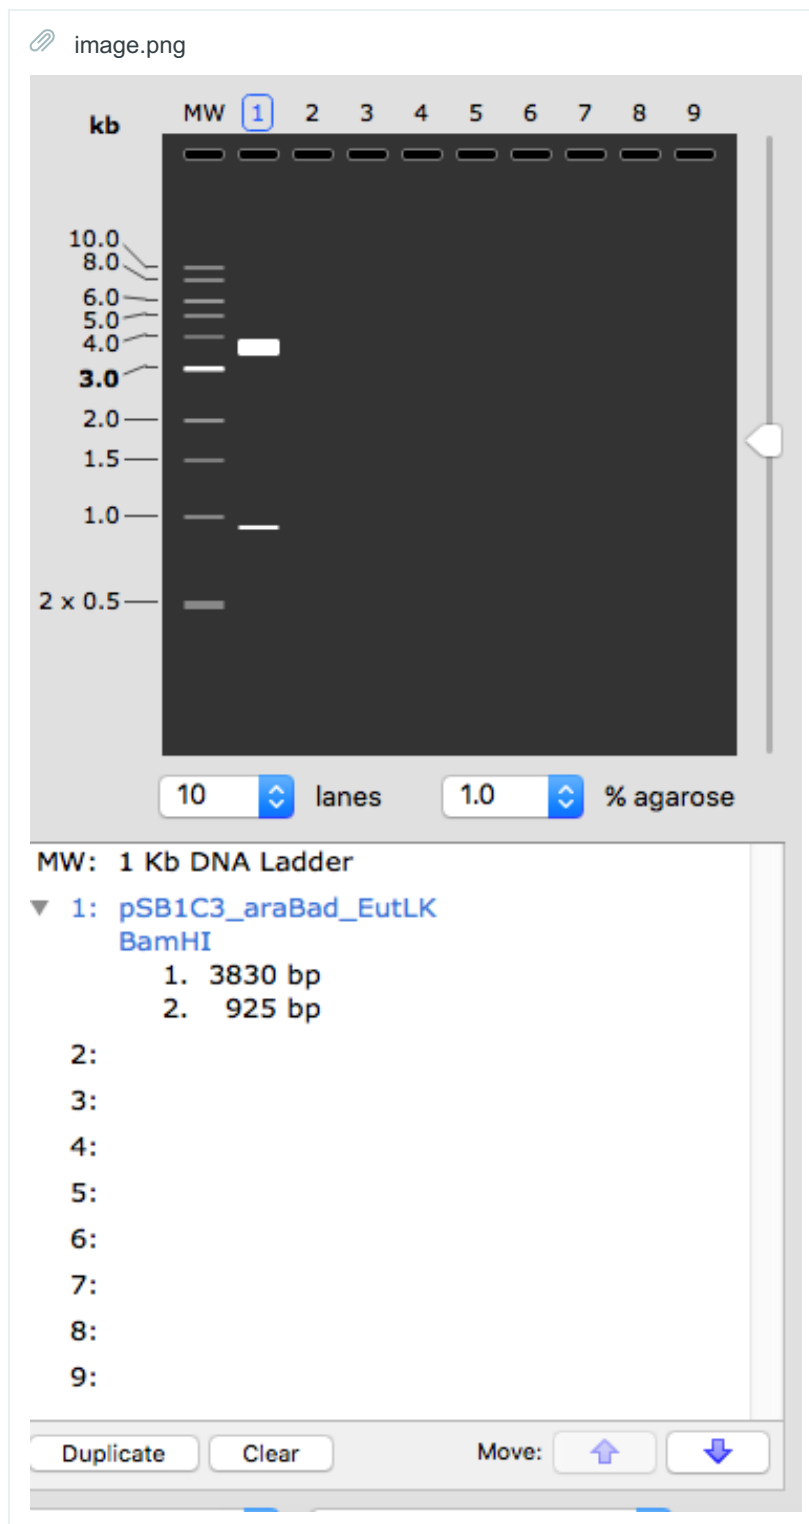 image.png
kb
MW 1 2 3 4 5 6 7 8 9
10.0
8.0
6.0
5.0
4.0
3.0
2.0
1.5
1.0
2 x 0.5
10 lanes 1.0 % agarose
MW: 1 Kb DNA Ladder
1: pSB1C3_araBad_EutLK
BamHI
1. 3830 bp
2. 925 bp
2:
3:
4:
5:
6:
7:
8:
9:
Duplicate Clear Move: